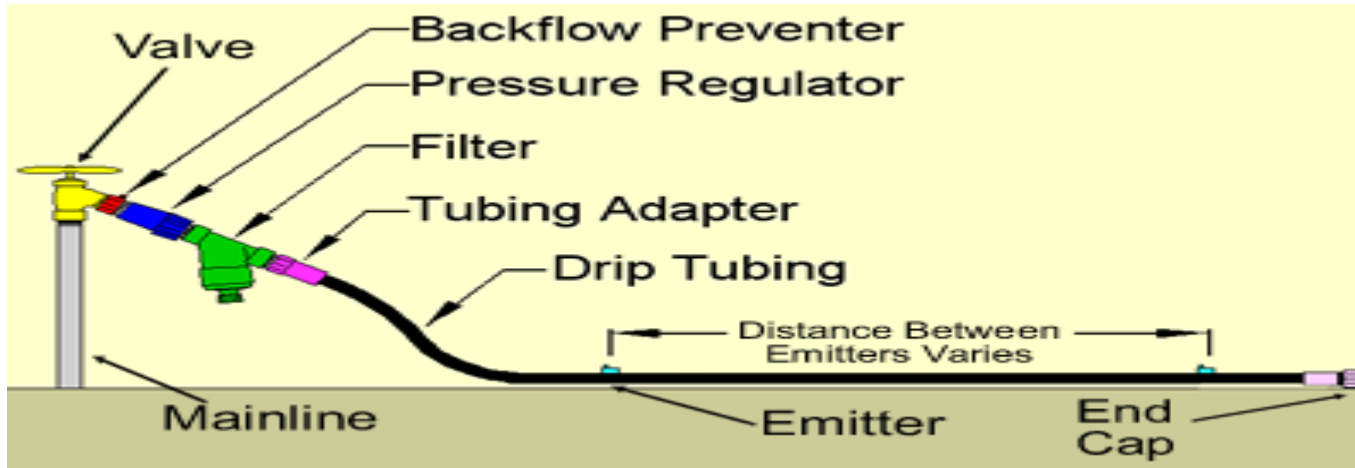 Valve
Backflow Preventer
Pressure Regulator
Filter
Tubing Adapter
Drip Tubing
Distance Between
Emitters Varies
Mainline
Emitter
End
Cap